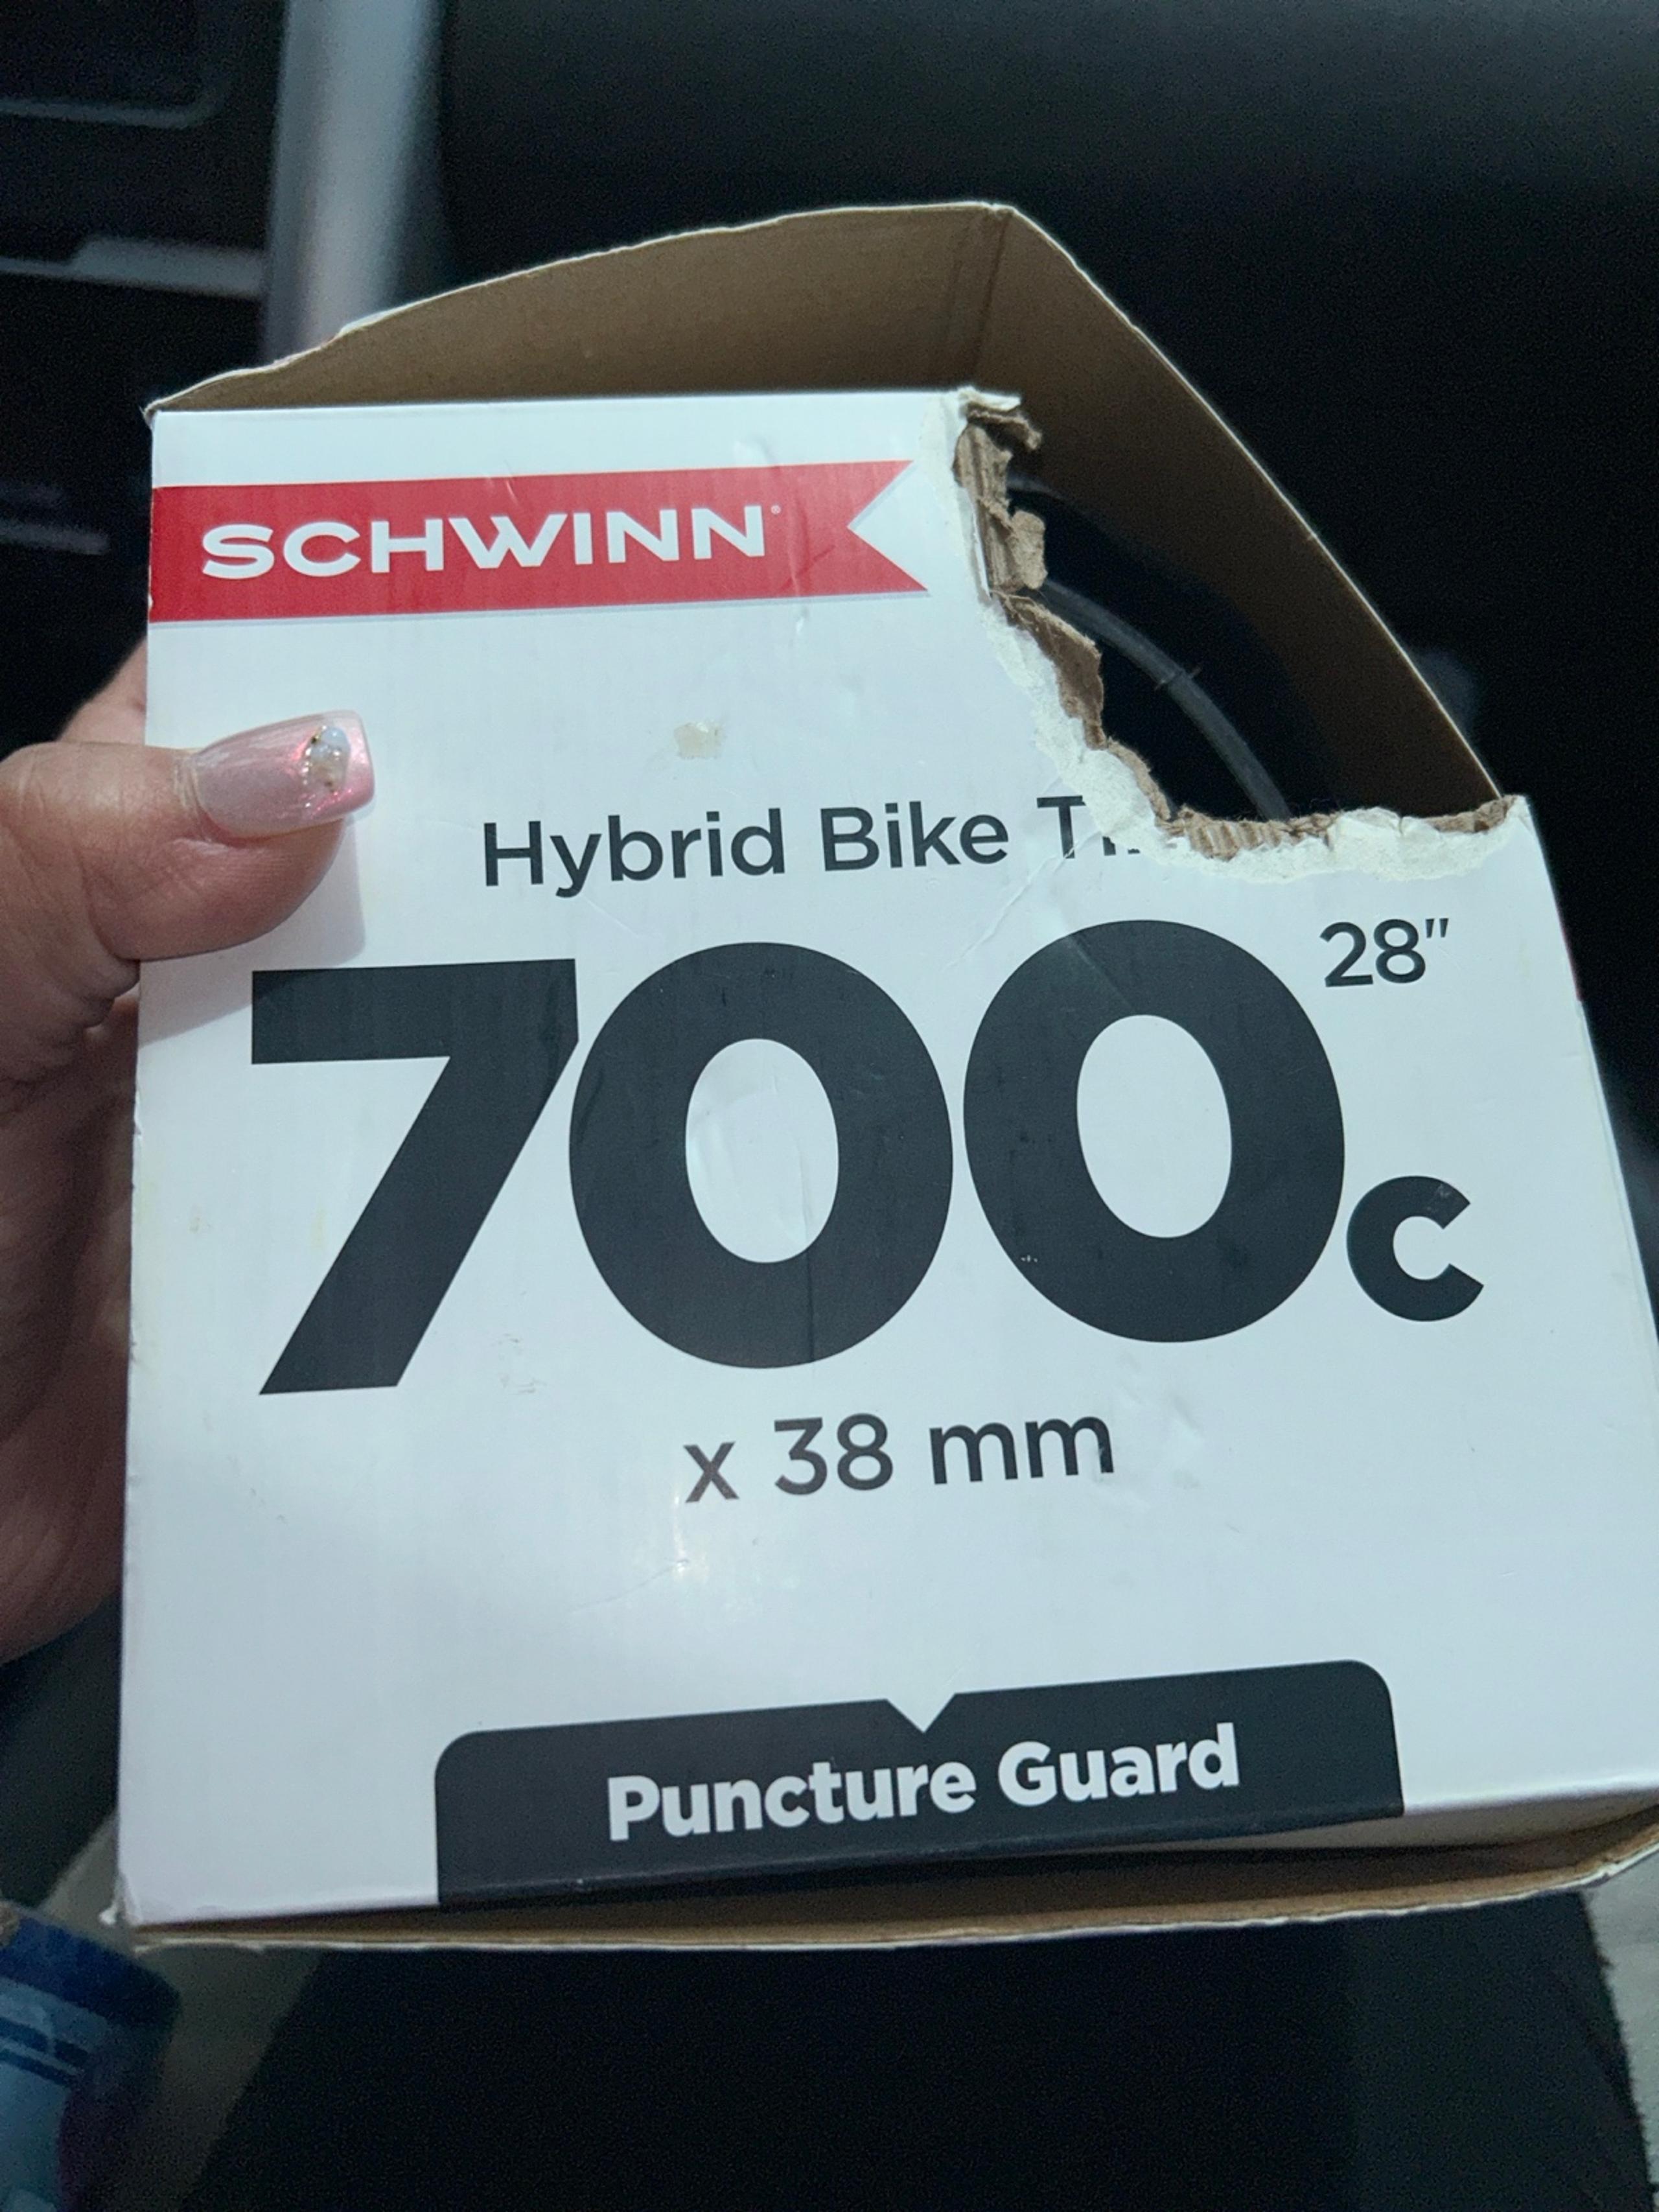 SCHWINN
Hybrid Bike
28"
700c
x 38 mm
Puncture Guard